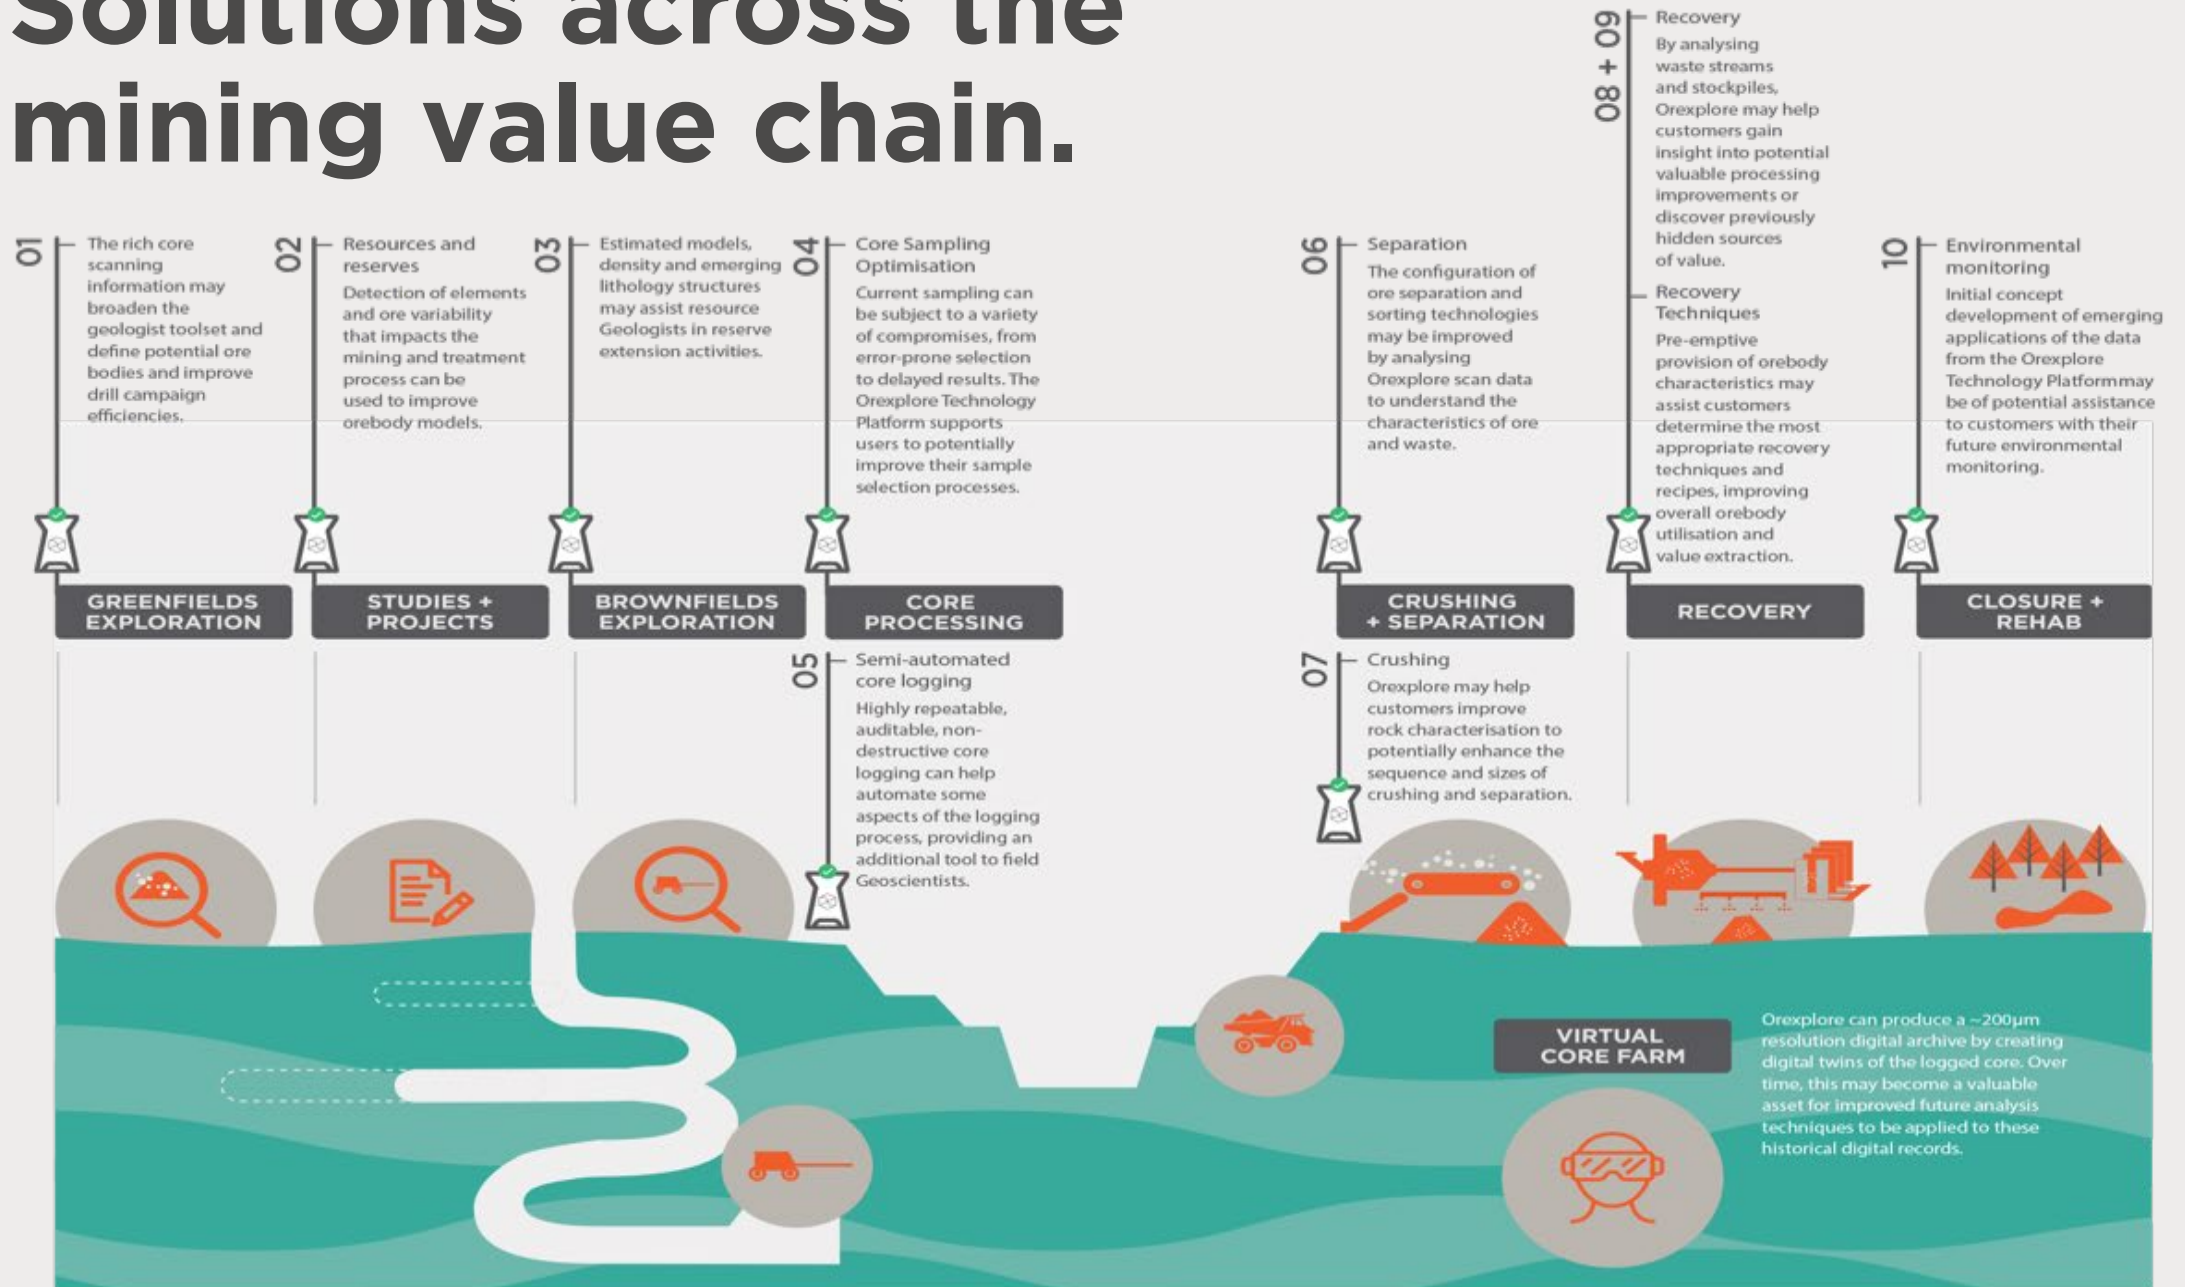 Solutions across the
mining value chain.
01
The rich core
scanning
information may
broaden the
geologist toolset and
define potential ore
bodies and improve
drill campaign
efficiencies.
02
Resources and
reserves
Detection of elements
and ore variability
that impacts the
mining and treatment
process can be
used to improve
orebody models.
03
Estimated models,
density and emerging
lithology structures
may assist resource
Geologists in reserve
extension activities.
04
Core Sampling
Optimisation
Current sampling can
be subject to a variety
of compromises, from
error-prone selection
to delayed results. The
Orexplore Technology
Platform supports
users to potentially
improve their sample
selection processes.
06
Separation
The configuration of
ore separation and
sorting technologies
may be improved
by analysing
Orexplore scan data
to understand the
characteristics of ore
and waste.
08 + 09
Recovery
By analysing
waste streams
and stockpiles,
Orexplore may help
customers gain
insight into potential
valuable processing
improvements or
discover previously
hidden sources
of value.
Recovery
Techniques
Pre-emptive
provision of orebody
characteristics may
assist customers
determine the most
appropriate recovery
techniques and
recipes, improving
overall orebody
utilisation and
value extraction.
10
Environmental
monitoring
Initial concept
development of emerging
applications of the data
from the Orexplore
Technology Platform may
be of potential assistance
to customers with their
future environmental
monitoring.
GREENFIELDS
EXPLORATION
STUDIES +
PROJECTS
BROWNFIELDS
EXPLORATION
CORE
PROCESSING
CRUSHING
+ SEPARATION
RECOVERY
CLOSURE +
REHAB
05
Semi-automated
core logging
Highly repeatable,
auditable, non-
destructive core
logging can help
automate some
aspects of the logging
process, providing an
additional tool to field
Geoscientists.
07
Crushing
Orexplore may help
customers improve
rock characterisation to
potentially enhance the
sequence and sizes of
crushing and separation.
VIRTUAL
CORE FARM
Orexplore can produce a ~200µm
resolution digital archive by creating
digital twins of the logged core. Over
time, this may become a valuable
asset for improved future analysis
techniques to be applied to these
historical digital records.